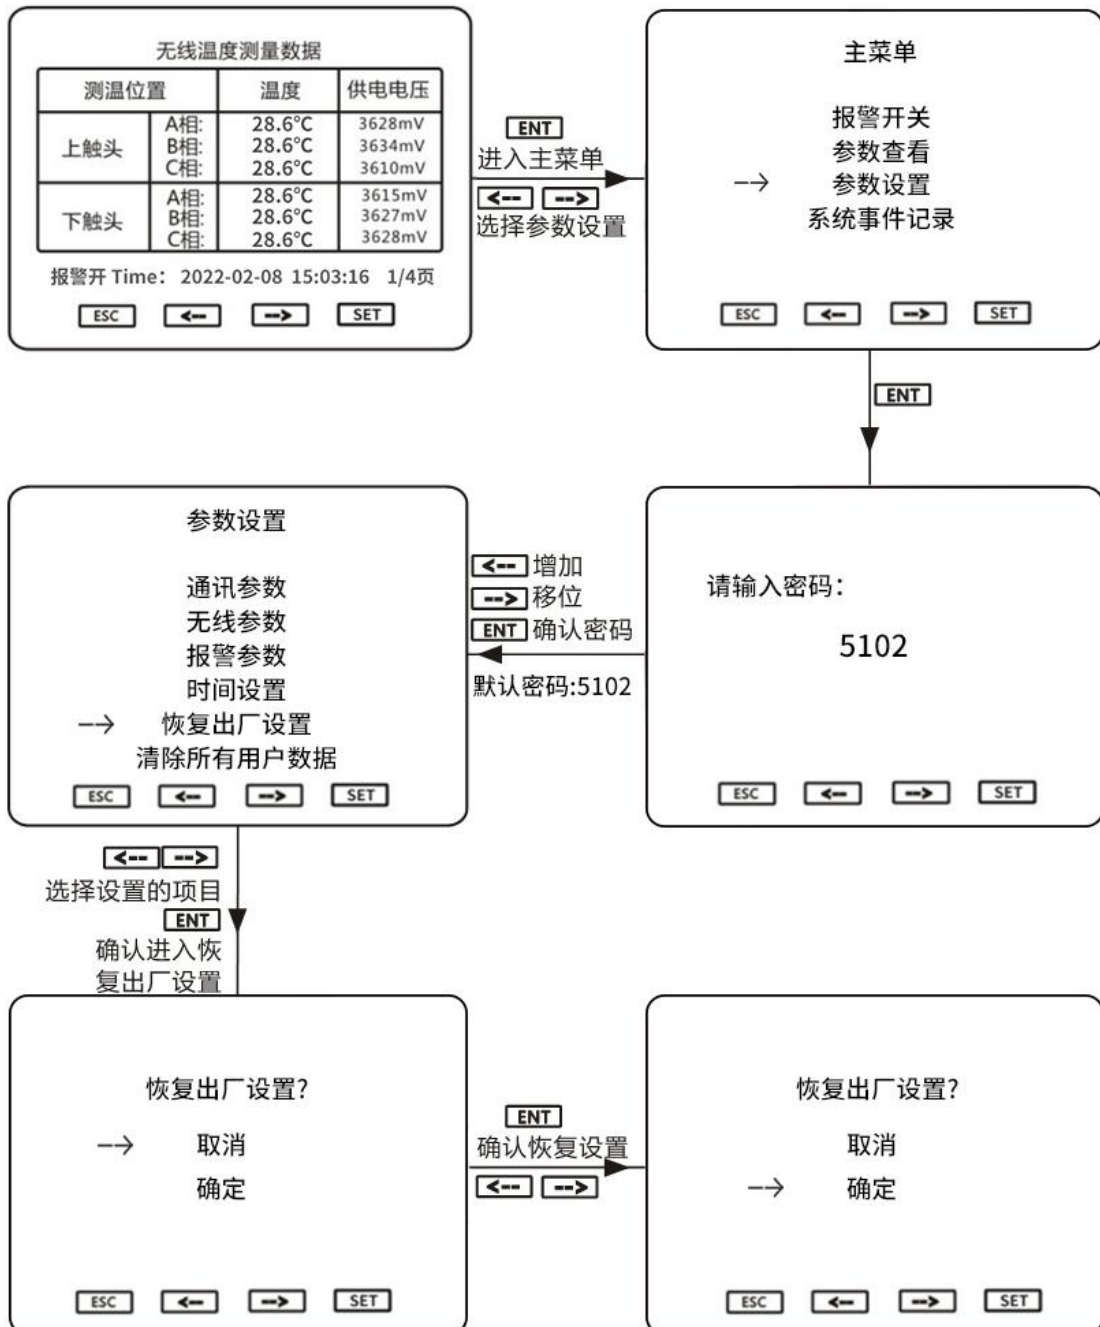 无线温度测量数据
测温位置 温度 供电电压
上触头 A相: 28.6°C 3628mV
B相: 28.6°C 3634mV
C相: 28.6°C 3610mV
下触头 A相: 28.6°C 3615mV
B相: 28.6°C 3627mV
C相: 28.6°C 3628mV
报警开 Time: 2022-02-08 15:03:16 1/4页
ESC <-- --> SET
ENT
进入主菜单
<-- -->
选择参数设置
主菜单
报警开关
参数查看
--> 参数设置
系统事件记录
ESC <-- --> SET
ENT
请输入密码:
5102
ESC <-- --> SET
<-- 增加
--> 移位
ENT 确认密码
默认密码:5102
参数设置
通讯参数
无线参数
报警参数
时间设置
--> 恢复出厂设置
清除所有用户数据
ESC <-- --> SET
<-- -->
选择设置的项目
ENT
确认进入恢
复出厂设置
恢复出厂设置?
--> 取消
确定
ESC <-- --> SET
ENT
确认恢复设置
<-- -->
恢复出厂设置?
取消
--> 确定
ESC <-- --> SET